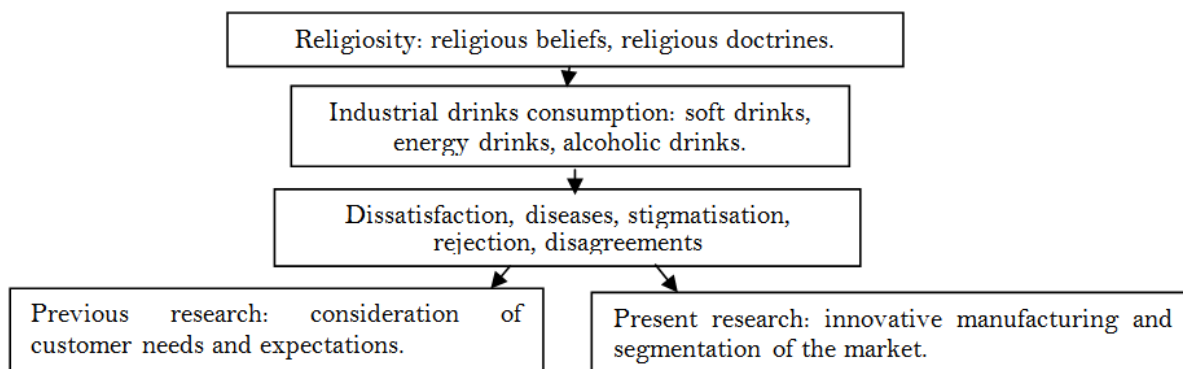 Religiosity: religious beliefs, religious doctrines.
Industrial drinks consumption: soft drinks,
energy drinks, alcoholic drinks.
Dissatisfaction, diseases, stigmatisation,
rejection, disagreements
Previous research: consideration of
customer needs and expectations.
Present research: innovative manufacturing and
segmentation of the market.